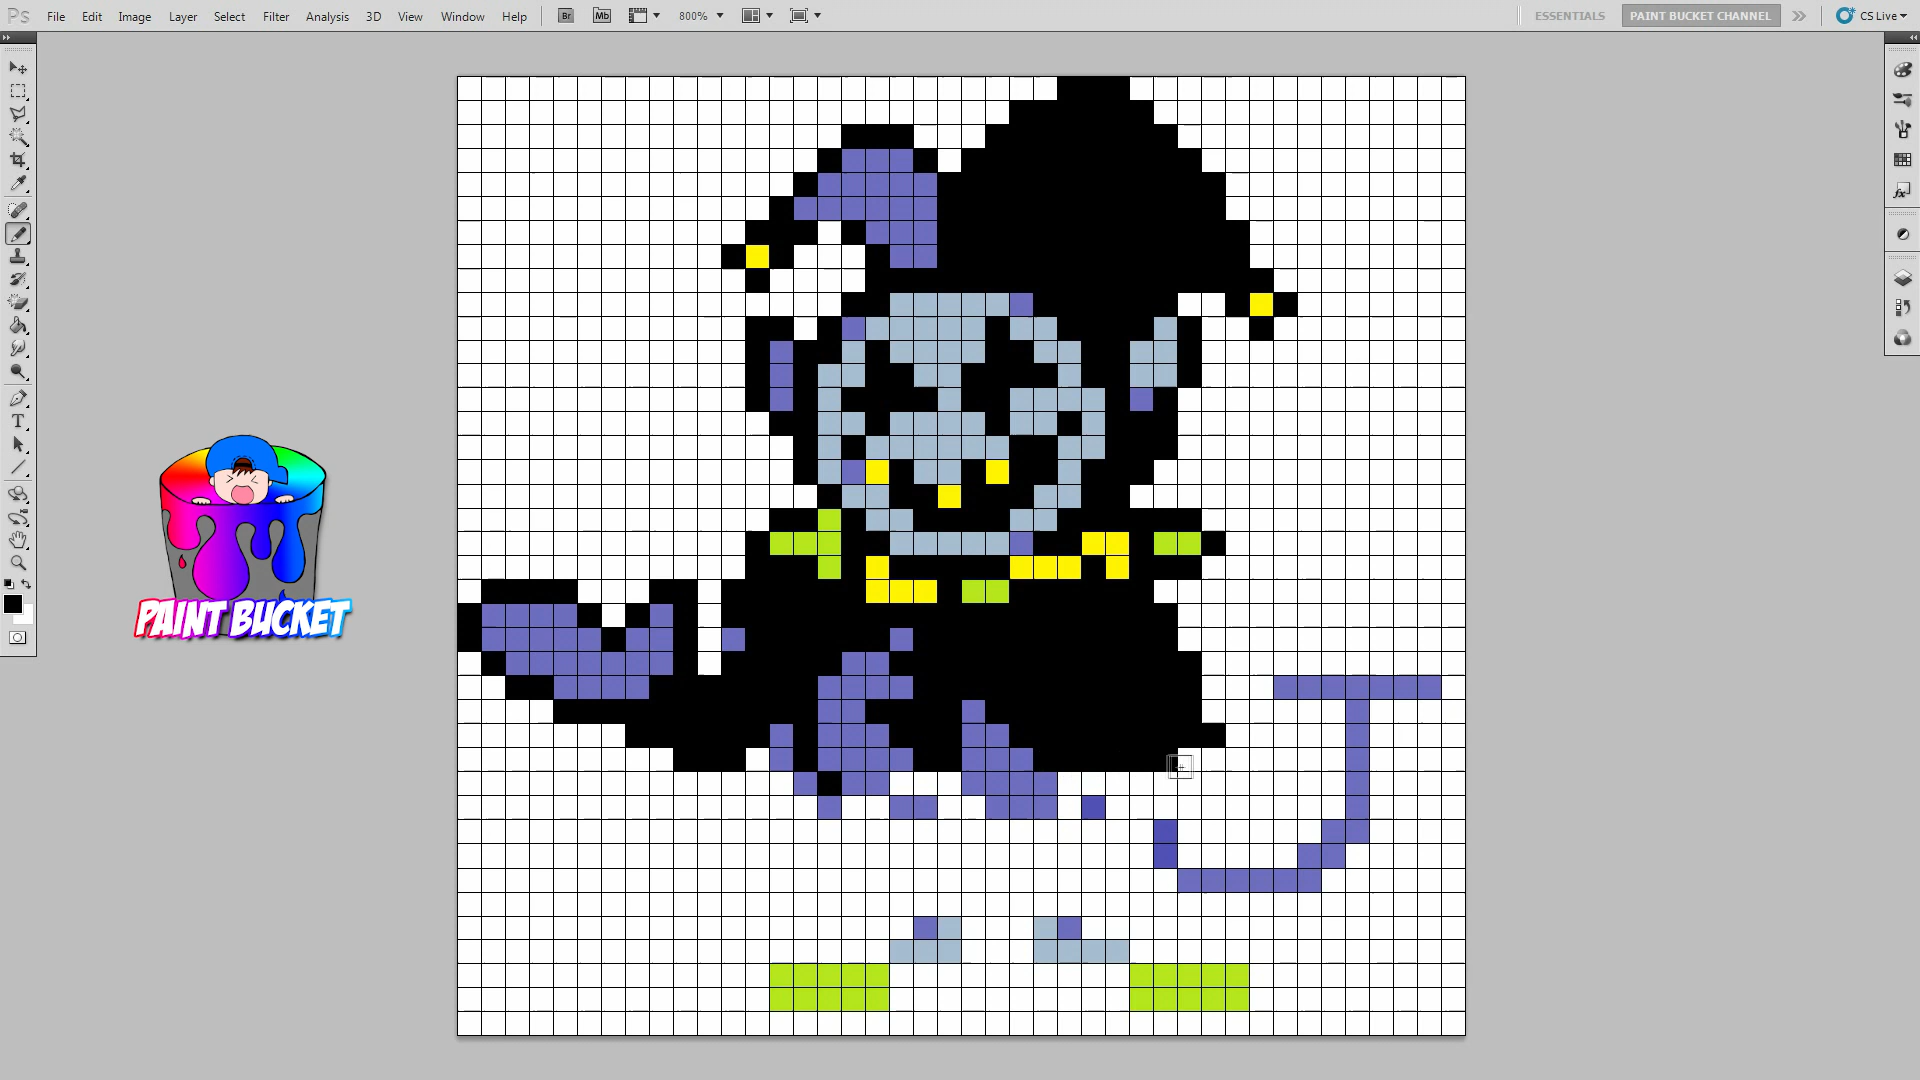 Ps File Edit Image Layer Select Filter Analysis 3D View Window Help Br Mb 800% ESSENTIALS PAINT BUCKET CHANNEL CS Live
T
fx
PAINT BUCKET